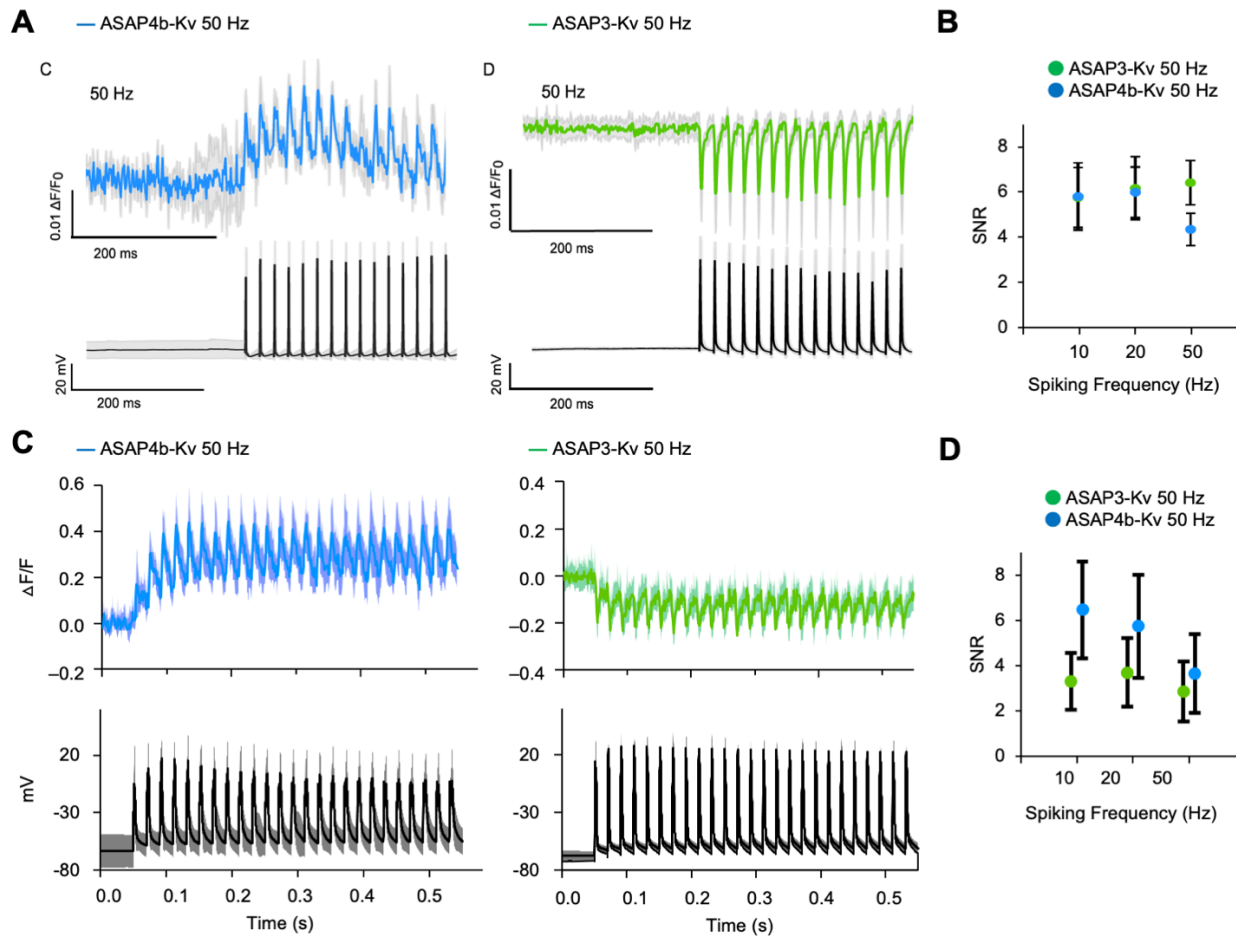 A
ASAP4b-Kv 50 Hz
ASAP3-Kv 50 Hz
C
50 Hz
0.01 ΔF/F0
200 ms
20 mV
200 ms
D
50 Hz
0.01 ΔF/F0
200 ms
20 mV
200 ms
B
ASAP3-Kv 50 Hz
ASAP4b-Kv 50 Hz
8
6
4
2
0
SNR
10 20 50
Spiking Frequency (Hz)
C
ASAP4b-Kv 50 Hz
0.6
0.4
0.2
0.0
–0.2
ΔF/F
20
-30
-80
mV
0.0 0.1 0.2 0.3 0.4 0.5
Time (s)
ASAP3-Kv 50 Hz
0.4
0.2
0.0
–0.2
–0.4
20
-30
-80
0.0 0.1 0.2 0.3 0.4 0.5
Time (s)
D
ASAP3-Kv 50 Hz
ASAP4b-Kv 50 Hz
8
6
4
2
0
SNR
10 20 50
Spiking Frequency (Hz)